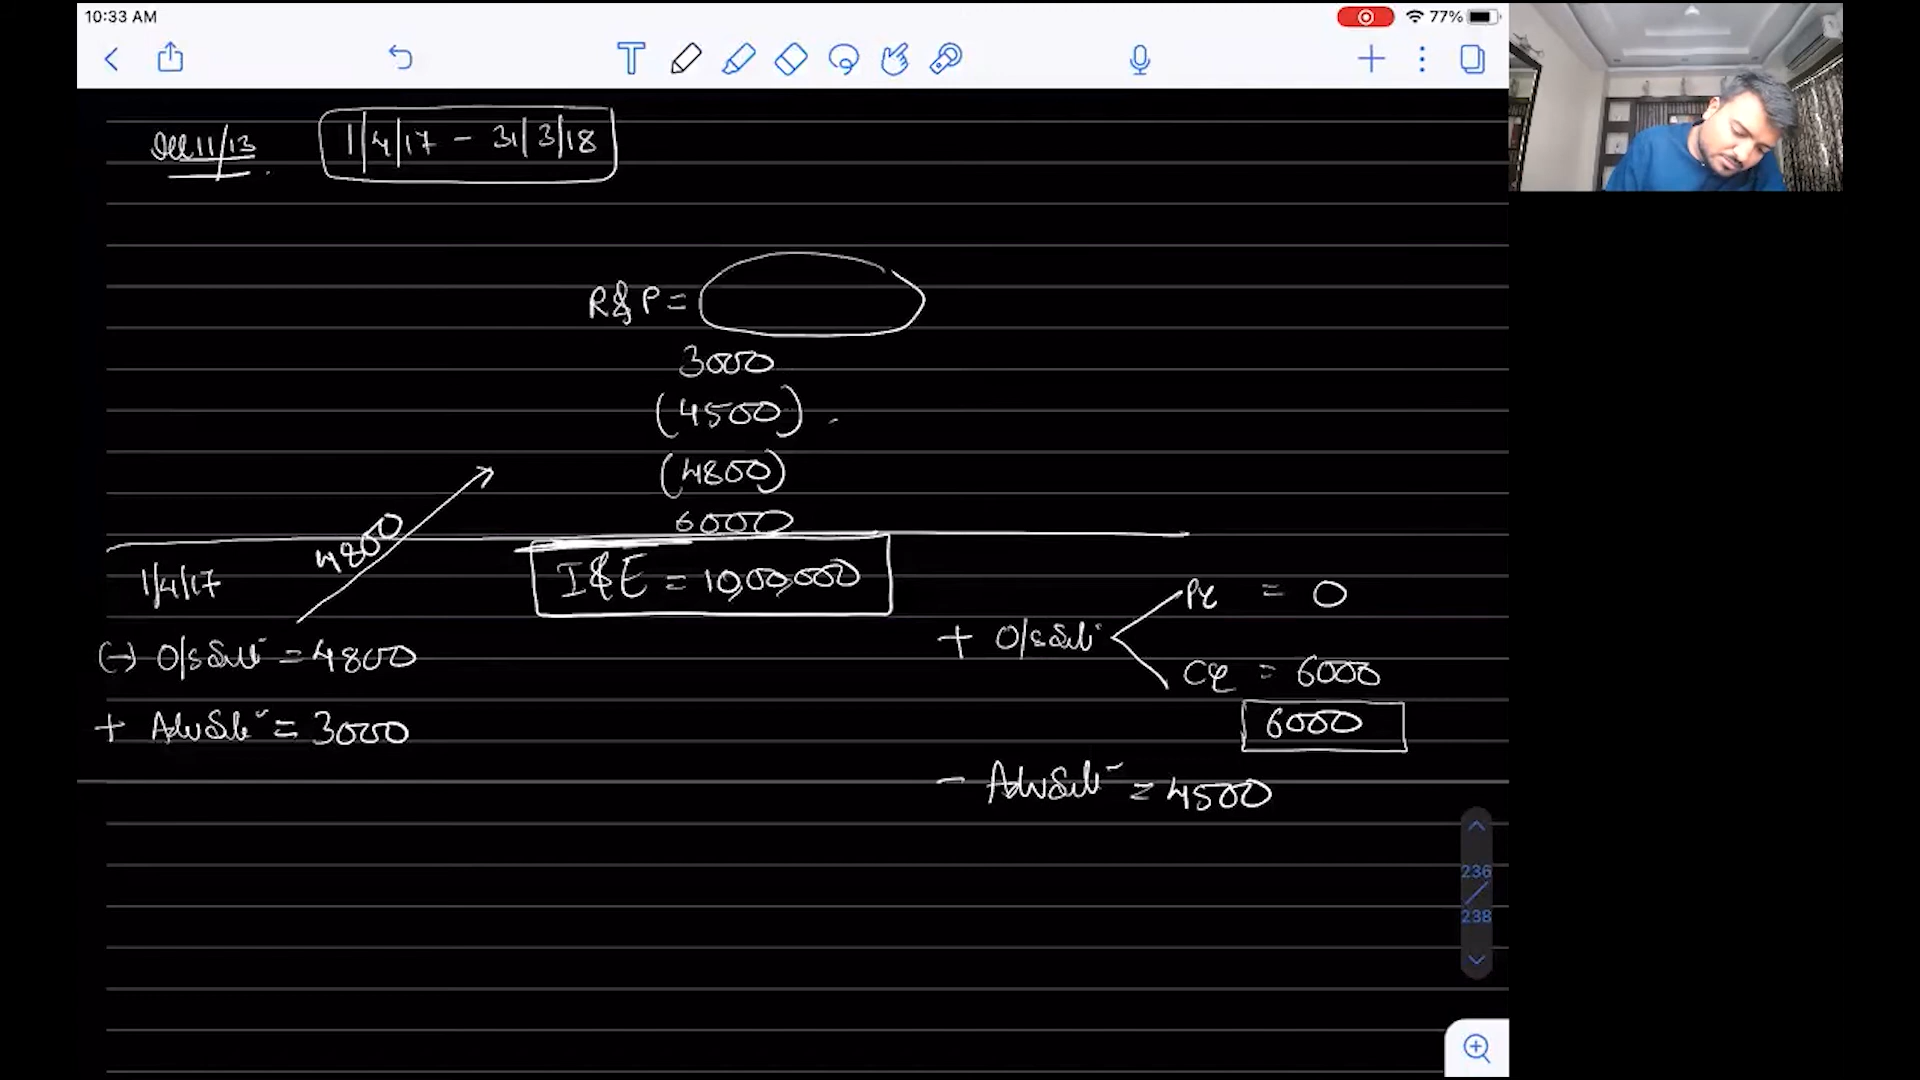 10:33 AM
77%
Ill 11/13 1/4/17 - 31/3/18
R&P =
3000
(4500)
(4800)
6000
I&E = 10,00,000
4800
1/4/17
(-) O/s Sub = 4800
+ Adv Sub = 3000
PY = 0
+ O/s Sub
CY = 6000
6000
- Adv Sub = 4500
236
238